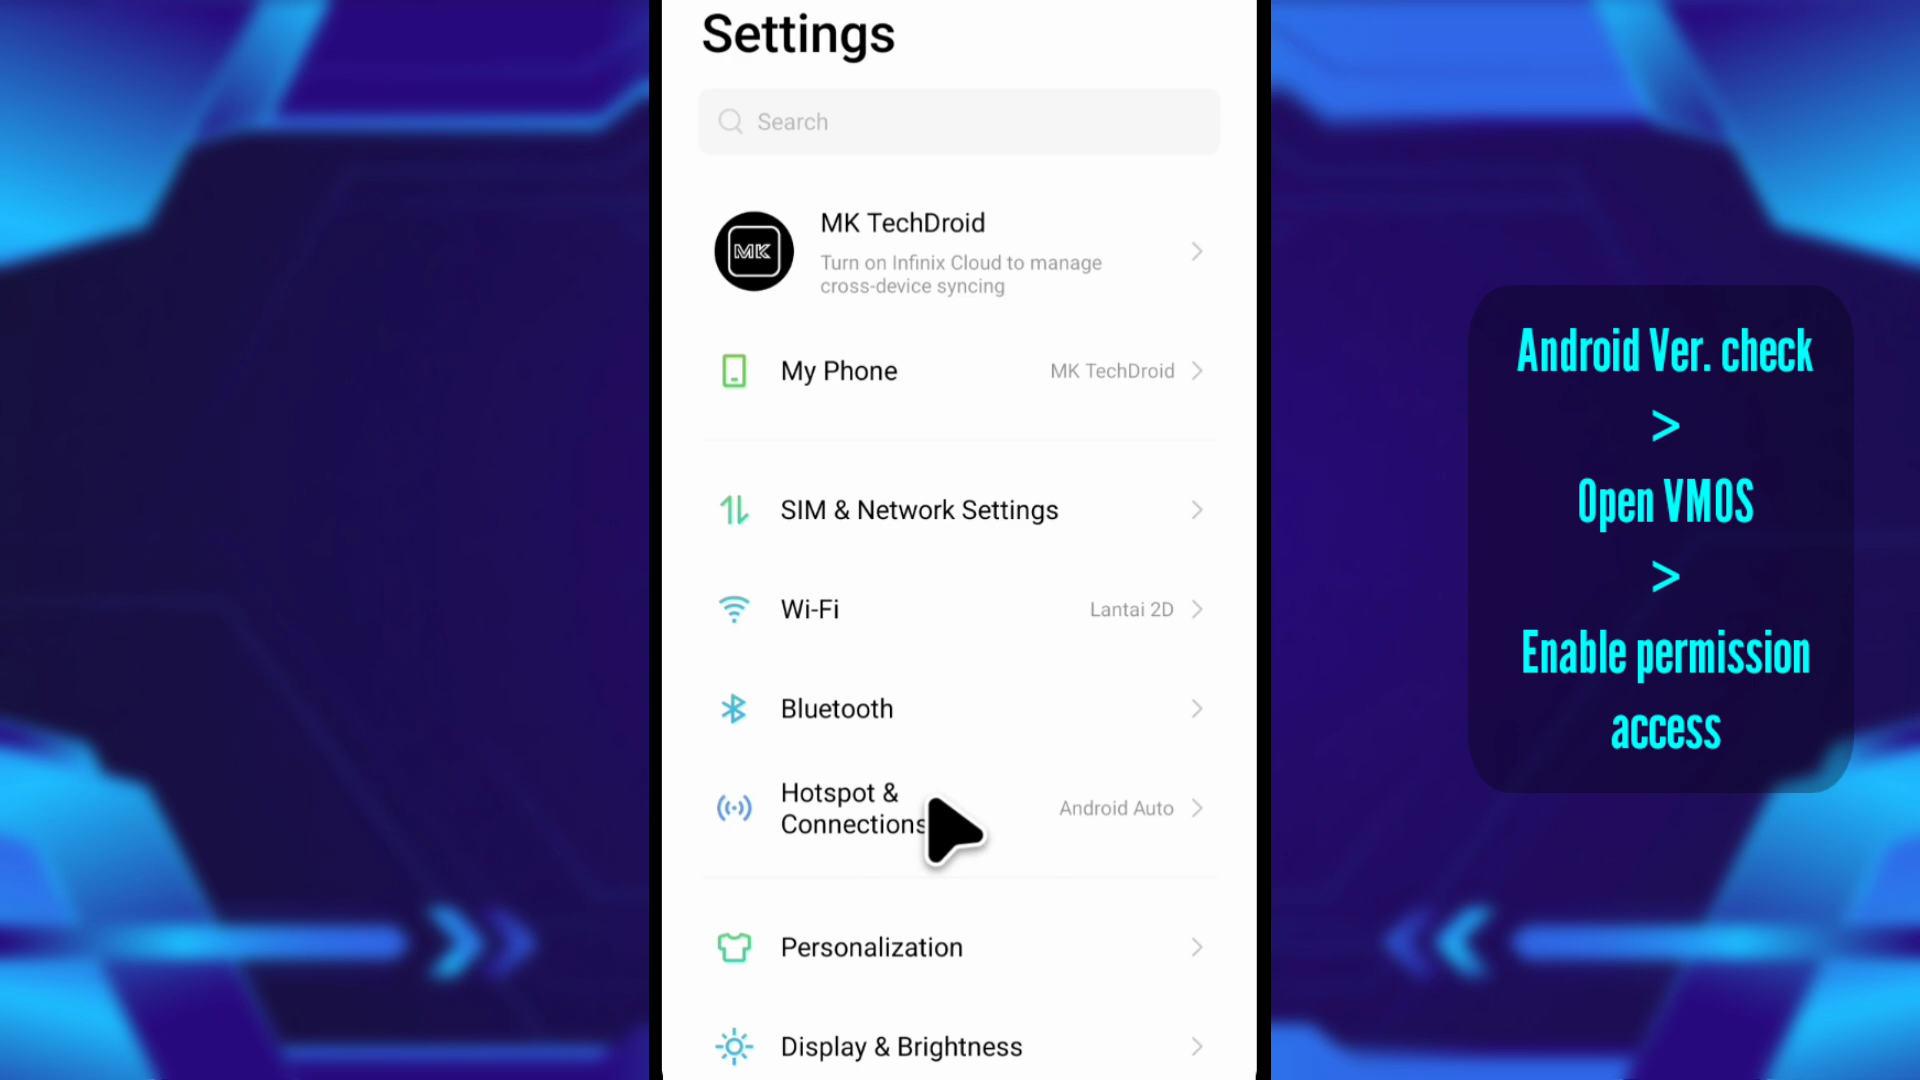 Settings
Search
MK
MK TechDroid
Turn on Infinix Cloud to manage
cross-device syncing
My Phone
MK TechDroid
SIM & Network Settings
Wi-Fi
Lantai 2D
Bluetooth
Hotspot &
Connections
Android Auto
Personalization
Display & Brightness
Android Ver. check
>
Open VMOS
>
Enable permission
access